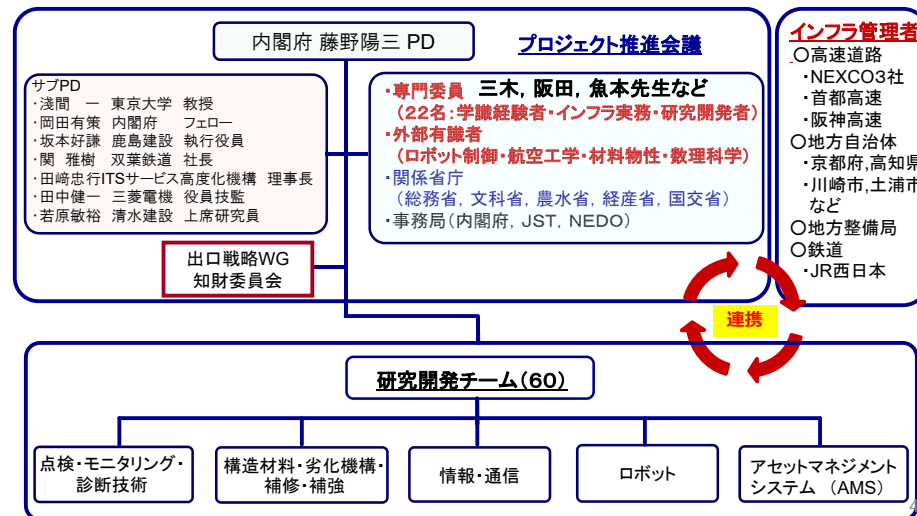 内閣府 藤野陽三 PD
プロジェクト推進会議
サブPD
・淺間　一　東京大学　教授
・岡田有策　内閣府　フェロー
・坂本好謙　鹿島建設　執行役員
・関　雅樹　双葉鉄道　社長
・田﨑忠行ITSサービス高度化機構　理事長
・田中健一　三菱電機　役員技監
・若原敏裕　清水建設　上席研究員
・専門委員　三木，阪田，魚本先生など
（22名：学識経験者・インフラ実務・研究開発者）
・外部有識者
（ロボット制御・航空工学・材料物性・数理科学）
・関係省庁
（総務省，文科省，農水省，経産省，国交省）
・事務局（内閣府，JST，NEDO）
出口戦略WG
知財委員会
インフラ管理者
〇高速道路
・NEXCO3社
・首都高速
・阪神高速
〇地方自治体
・京都府,高知県
・川崎市,土浦市
など
〇地方整備局
〇鉄道
・JR西日本
連携
研究開発チーム（60）
点検・モニタリング・
診断技術
構造材料・劣化機構・
補修・補強
情報・通信
ロボット
アセットマネジメント
システム （AMS）